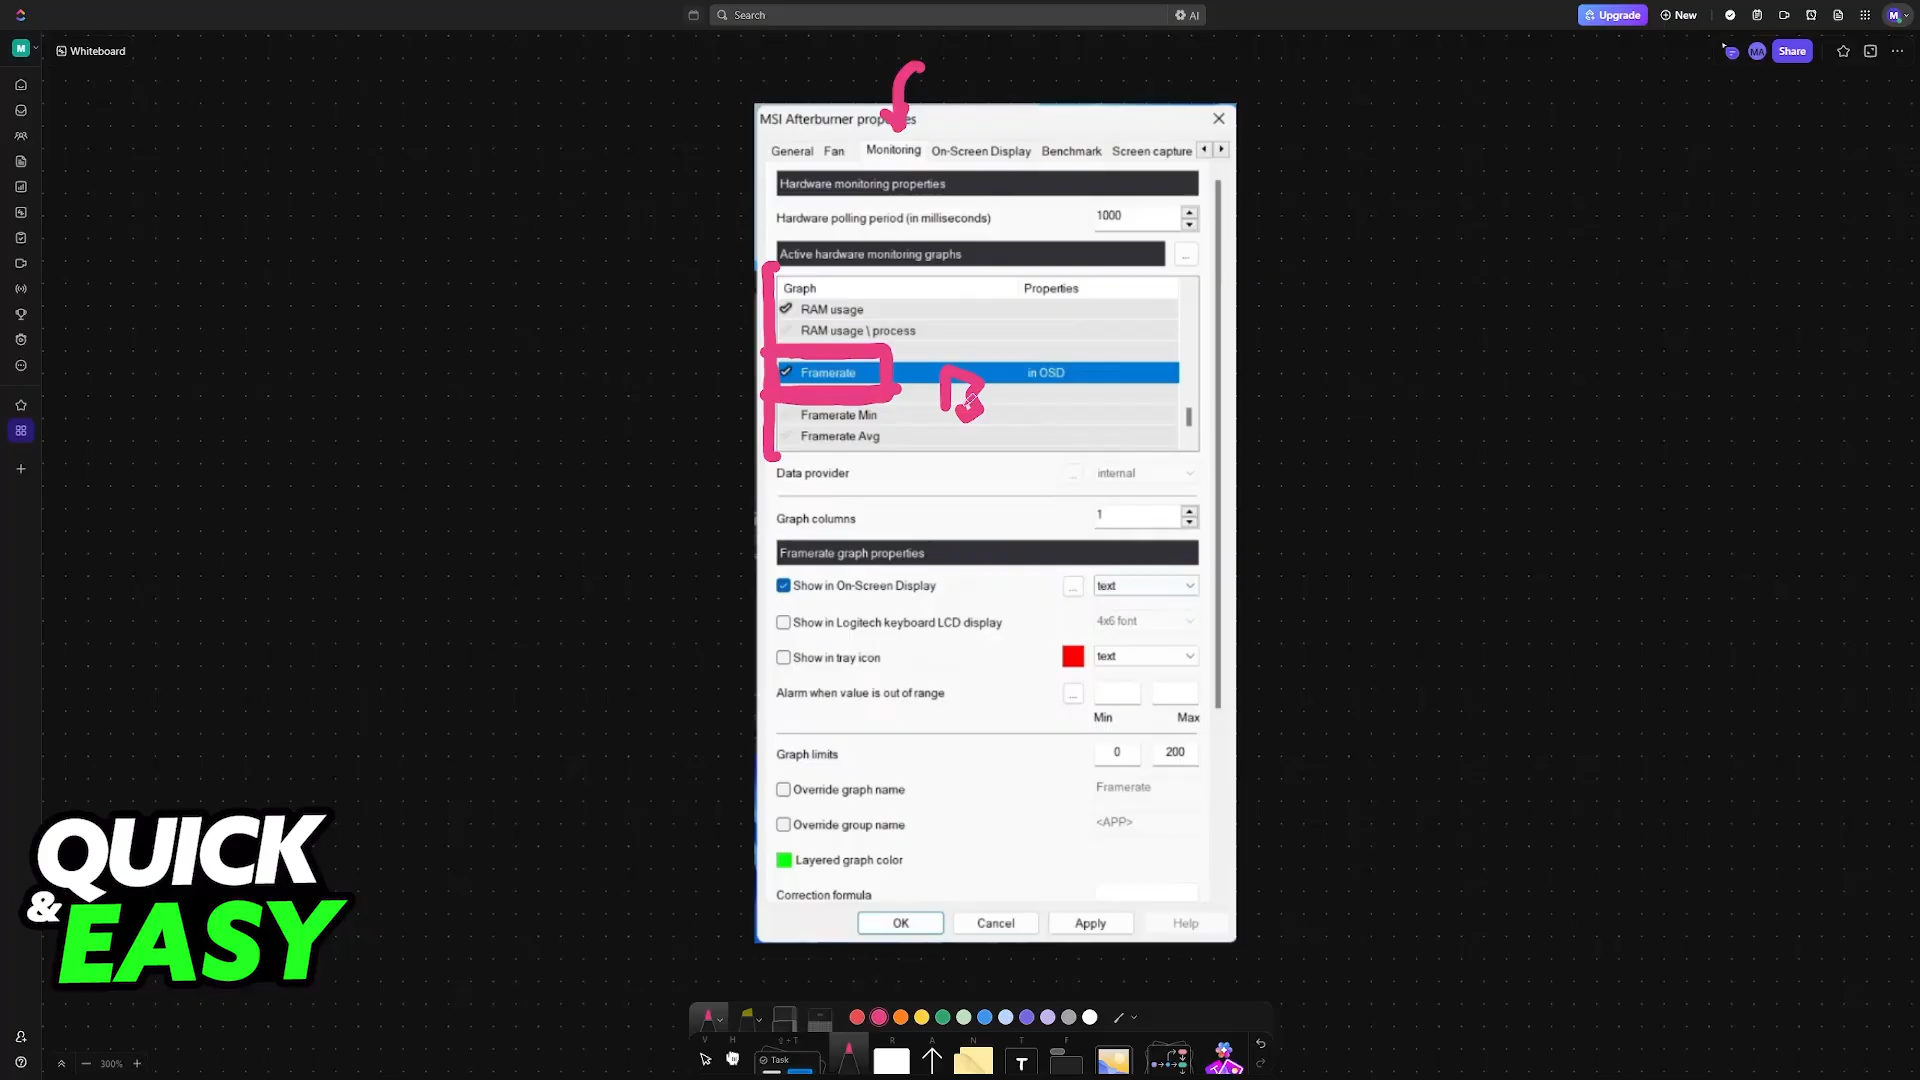 Search
AI
Upgrade
New
M
M
Whiteboard
MA
Share
MSI Afterburner prop es
General Fan Monitoring On-Screen Display Benchmark Screen capture
Hardware monitoring properties
Hardware polling period (in milliseconds) 1000
Active hardware monitoring graphs ...
Graph Properties
RAM usage
RAM usage \ process
Framerate in OSD
Framerate Min
Framerate Avg
Data provider ... internal
Graph columns 1
Framerate graph properties
Show in On-Screen Display ... text
Show in Logitech keyboard LCD display 4x6 font
Show in tray icon text
Alarm when value is out of range ...
Min Max
Graph limits 0 200
Override graph name Framerate
Override group name <APP>
Layered graph color
Correction formula
OK Cancel Apply Help
QUICK
& EASY
V H ⇧+T R A N T F
Task
T
300%